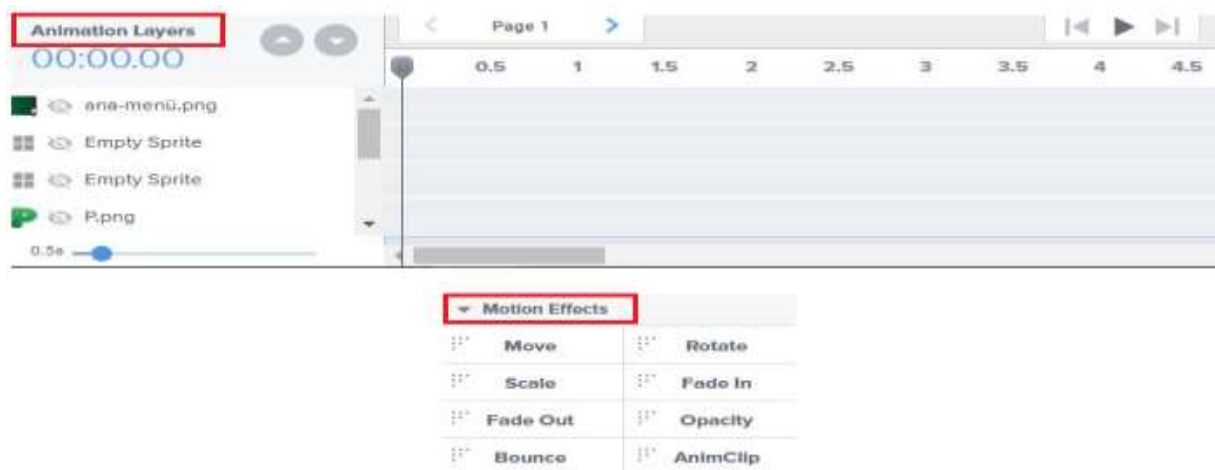 Animation Layers
00:00.00
Page 1
0.5 1 1.5 2 2.5 3 3.5 4 4.5
ana-menü.png
Empty Sprite
Empty Sprite
P.png
0.5s
Motion Effects
Move Rotate
Scale Fade In
Fade Out Opacity
Bounce AnimClip